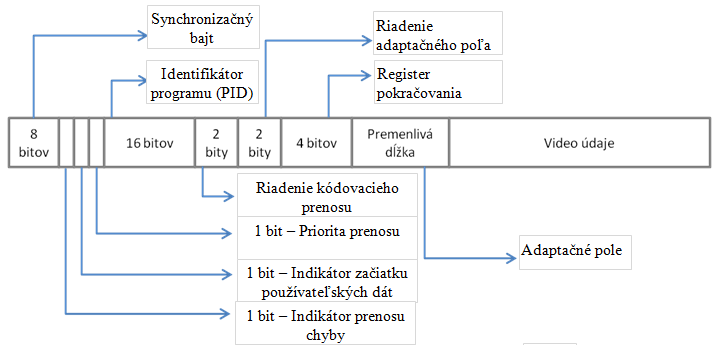 Synchronizačný
bajt
Riadenie
adaptačného poľa
Identifikátor
programu (PID)
Register
pokračovania
8
bitov
16 bitov
2
bity
2
bity
4 bitov
Premenlivá
dĺžka
Video údaje
Riadenie kódovacieho
prenosu
1 bit – Priorita prenosu
1 bit – Indikátor začiatku
používateľských dát
1 bit – Indikátor prenosu
chyby
Adaptačné pole